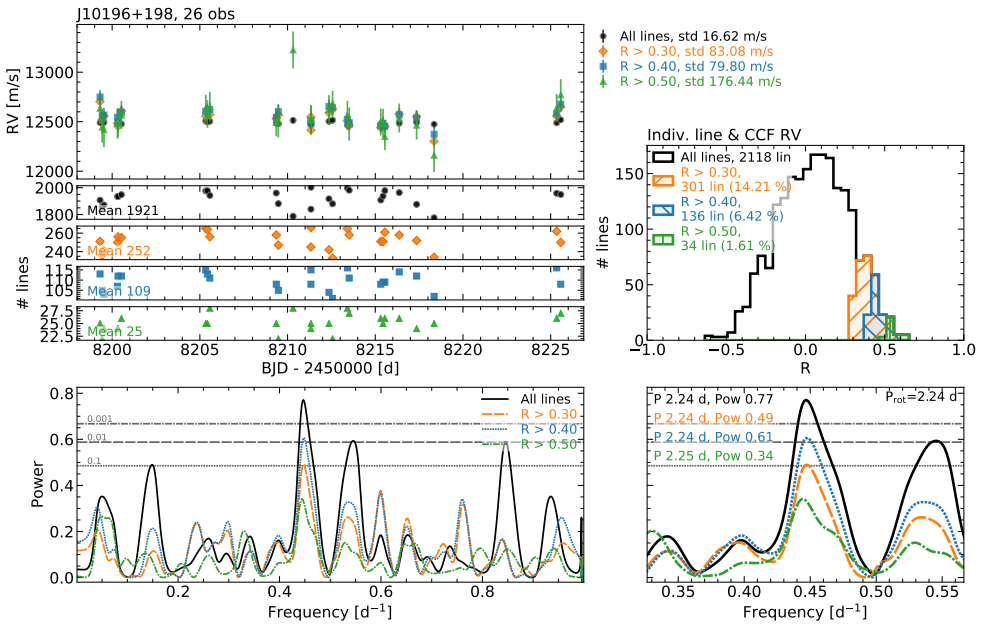 J10196+198, 26 obs
13000
12500
12000
RV [m/s]
All lines, std 16.62 m/s
R > 0.30, std 83.08 m/s
R > 0.40, std 79.80 m/s
R > 0.50, std 176.44 m/s
2000
1800
Mean 1921
260
240
Mean 252
115
110
105
Mean 109
27.5
25.0
22.5
Mean 25
# lines
8200
8205
8210
8215
8220
8225
BJD - 2450000 [d]
Indiv. line & CCF RV
All lines, 2118 lin
R > 0.30,
301 lin (14.21 %)
R > 0.40,
136 lin (6.42 %)
R > 0.50,
34 lin (1.61 %)
150
100
50
0
# lines
−1.0
−0.5
0.0
0.5
1.0
R
0.8
0.6
0.4
0.2
0.0
Power
0.001
0.01
0.1
All lines
R > 0.30
R > 0.40
R > 0.50
0.2
0.4
0.6
0.8
Frequency [d⁻¹]
P 2.24 d, Pow 0.77
P 2.24 d, Pow 0.49
P 2.24 d, Pow 0.61
P 2.25 d, Pow 0.34
Prot=2.24 d
0.35
0.40
0.45
0.50
0.55
Frequency [d⁻¹]